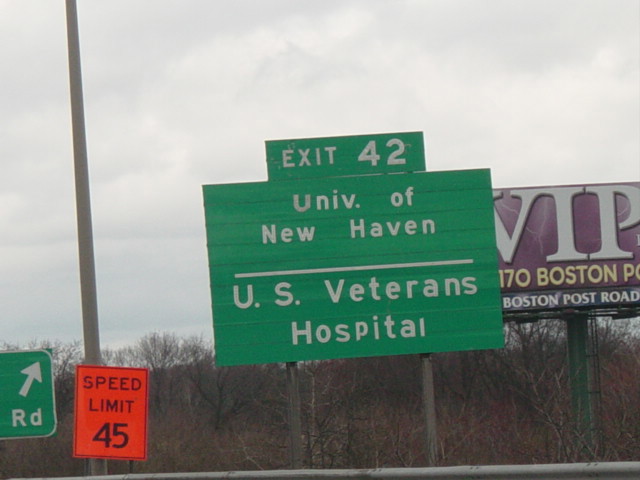 EXIT 42
Univ. of
New Haven
U.S. Veterans
Hospital
VIP
170 BOSTON PO
BOSTON POST ROAD
Rd
SPEED
LIMIT
45